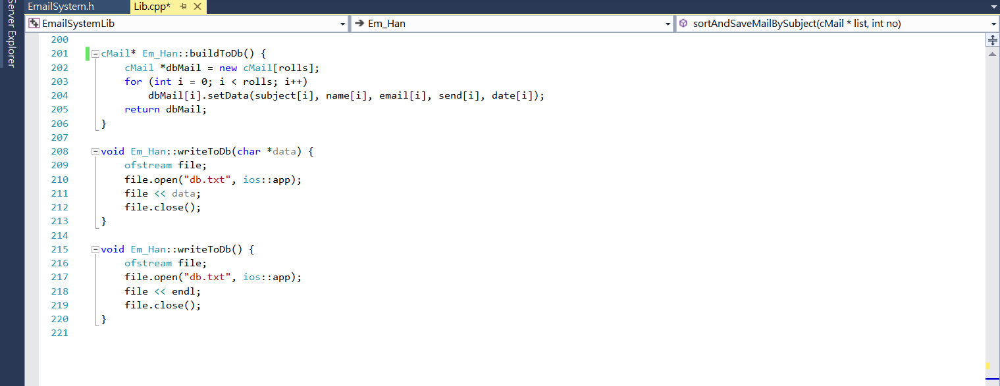 EmailSystem.h
Lib.cpp*
Server Explorer
EmailSystemLib
Em_Han
sortAndSaveMailBySubject(cMail * list, int no)
200
201 cMail* Em_Han::buildToDb() {
202 cMail *dbMail = new cMail[rolls];
203 for (int i = 0; i < rolls; i++)
204 dbMail[i].setData(subject[i], name[i], email[i], send[i], date[i]);
205 return dbMail;
206 }
207
208 void Em_Han::writeToDb(char *data) {
209 ofstream file;
210 file.open("db.txt", ios::app);
211 file << data;
212 file.close();
213 }
214
215 void Em_Han::writeToDb() {
216 ofstream file;
217 file.open("db.txt", ios::app);
218 file << endl;
219 file.close();
220 }
221